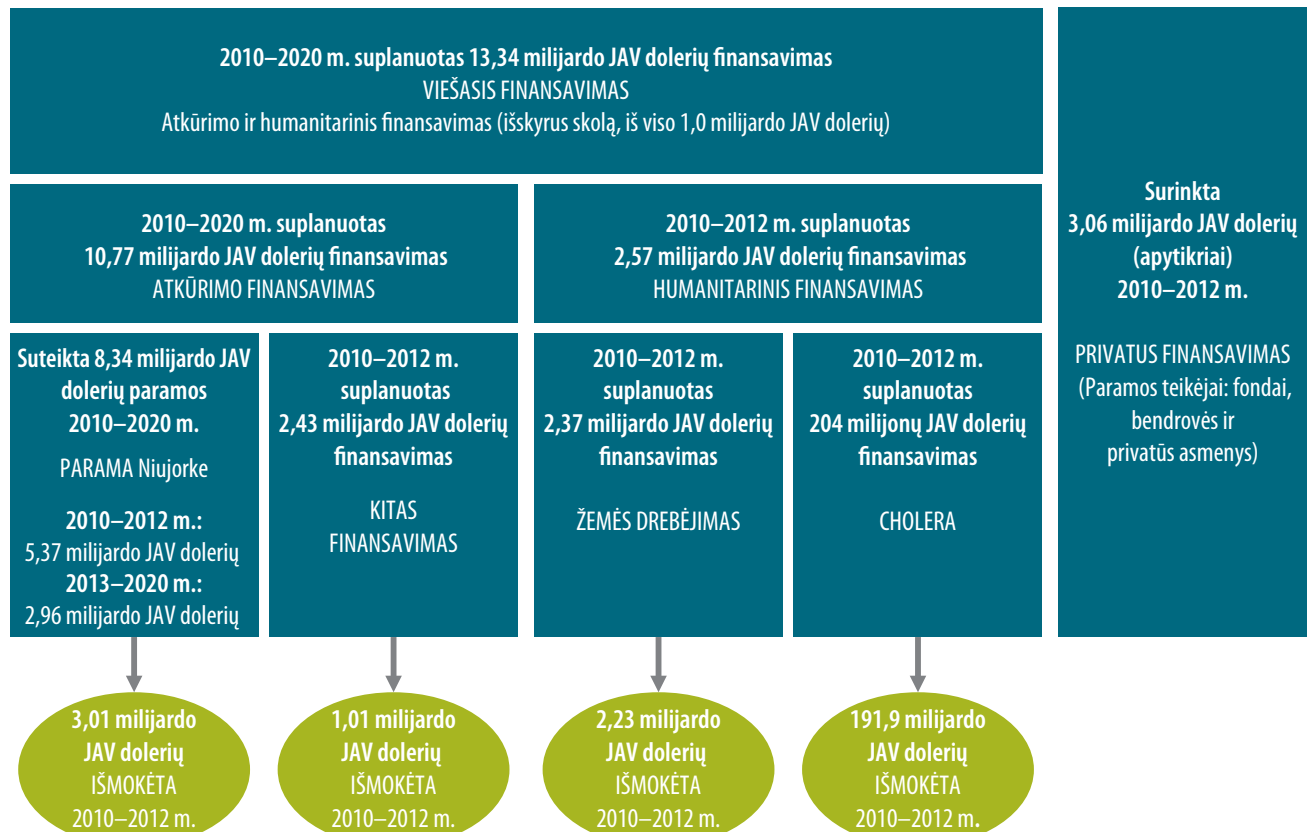 2010–2020 m. suplanuotas 13,34 milijardo JAV dolerių finansavimas
VIEŠASIS FINANSAVIMAS
Atkūrimo ir humanitarinis finansavimas (išskyrus skolą, iš viso 1,0 milijardo JAV dolerių)
2010–2020 m. suplanuotas
10,77 milijardo JAV dolerių finansavimas
ATKŪRIMO FINANSAVIMAS
2010–2012 m. suplanuotas
2,57 milijardo JAV dolerių finansavimas
HUMANITARINIS FINANSAVIMAS
Surinkta
3,06 milijardo JAV dolerių
(apytikriai)
2010–2012 m.
PRIVATUS FINANSAVIMAS
(Paramos teikėjai: fondai,
bendrovės ir
privatūs asmenys)
Suteikta 8,34 milijardo JAV
dolerių paramos
2010–2020 m.
PARAMA Niujorke
2010–2012 m.:
5,37 milijardo JAV dolerių
2013–2020 m.:
2,96 milijardo JAV dolerių
2010–2012 m.
suplanuotas
2,43 milijardo JAV dolerių
finansavimas
KITAS
FINANSAVIMAS
2010–2012 m.
suplanuotas
2,37 milijardo JAV dolerių
finansavimas
ŽEMĖS DREBĖJIMAS
2010–2012 m.
suplanuotas
204 milijonų JAV dolerių
finansavimas
CHOLERA
3,01 milijardo
JAV dolerių
IŠMOKĖTA
2010–2012 m.
1,01 milijardo
JAV dolerių
IŠMOKĖTA
2010–2012 m.
2,23 milijardo
JAV dolerių
IŠMOKĖTA
2010–2012 m.
191,9 milijardo
JAV dolerių
IŠMOKĖTA
2010–2012 m.